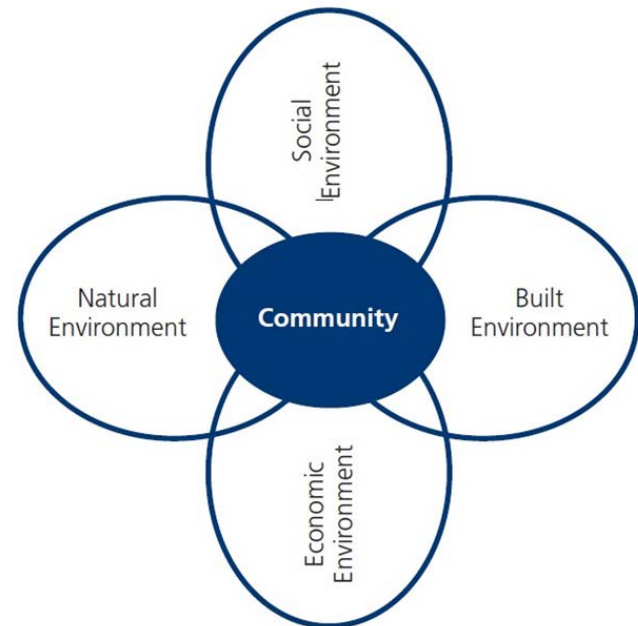 Social
Environment
Natural
Environment
Community
Built
Environment
Economic
Environment